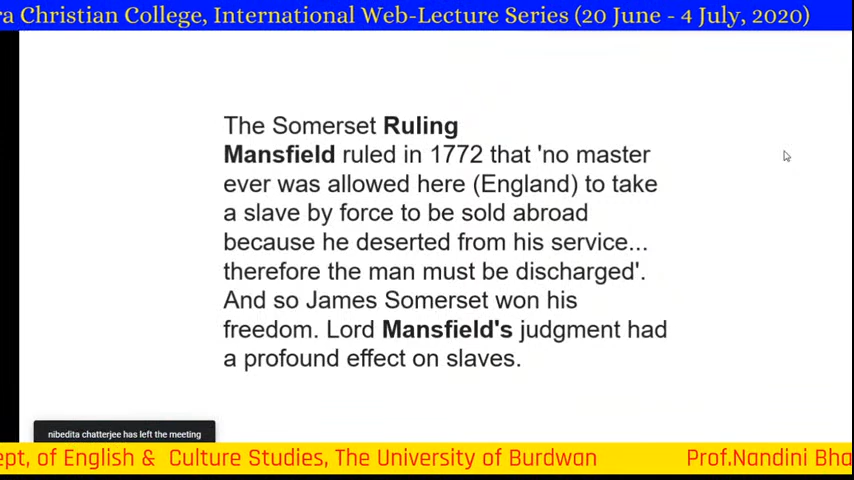 Christian College, International Web-Lecture Series (20 June - 4 July, 2020)
The Somerset Ruling
Mansfield ruled in 1772 that 'no master
ever was allowed here (England) to take
a slave by force to be sold abroad
because he deserted from his service...
therefore the man must be discharged'.
And so James Somerset won his
freedom. Lord Mansfield's judgment had
a profound effect on slaves.
nibedita chatterjee has left the meeting
of English & Culture Studies, The University of Burdwan Prof.Nandini